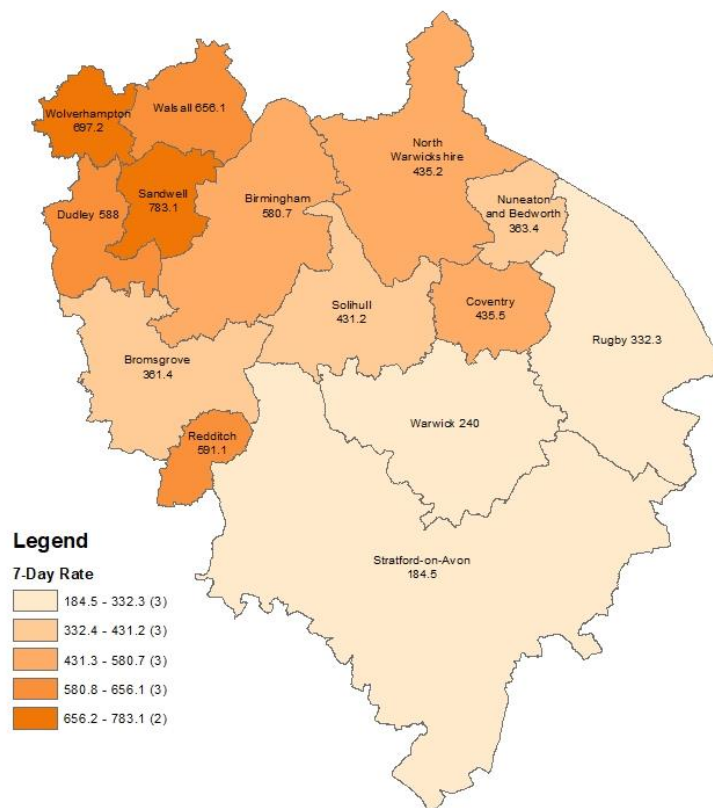 Wolverhampton
697.2
Walsall 656.1
North
Warwickshire
435.2
Dudley 588
Sandwell
783.1
Birmingham
580.7
Nuneaton
and Bedworth
363.4
Solihull
431.2
Coventry
435.5
Rugby 332.3
Bromsgrove
361.4
Warwick 240
Redditch
591.1
Stratford-on-Avon
184.5
Legend
7-Day Rate
184.5 - 332.3 (3)
332.4 - 431.2 (3)
431.3 - 580.7 (3)
580.8 - 656.1 (3)
656.2 - 783.1 (2)